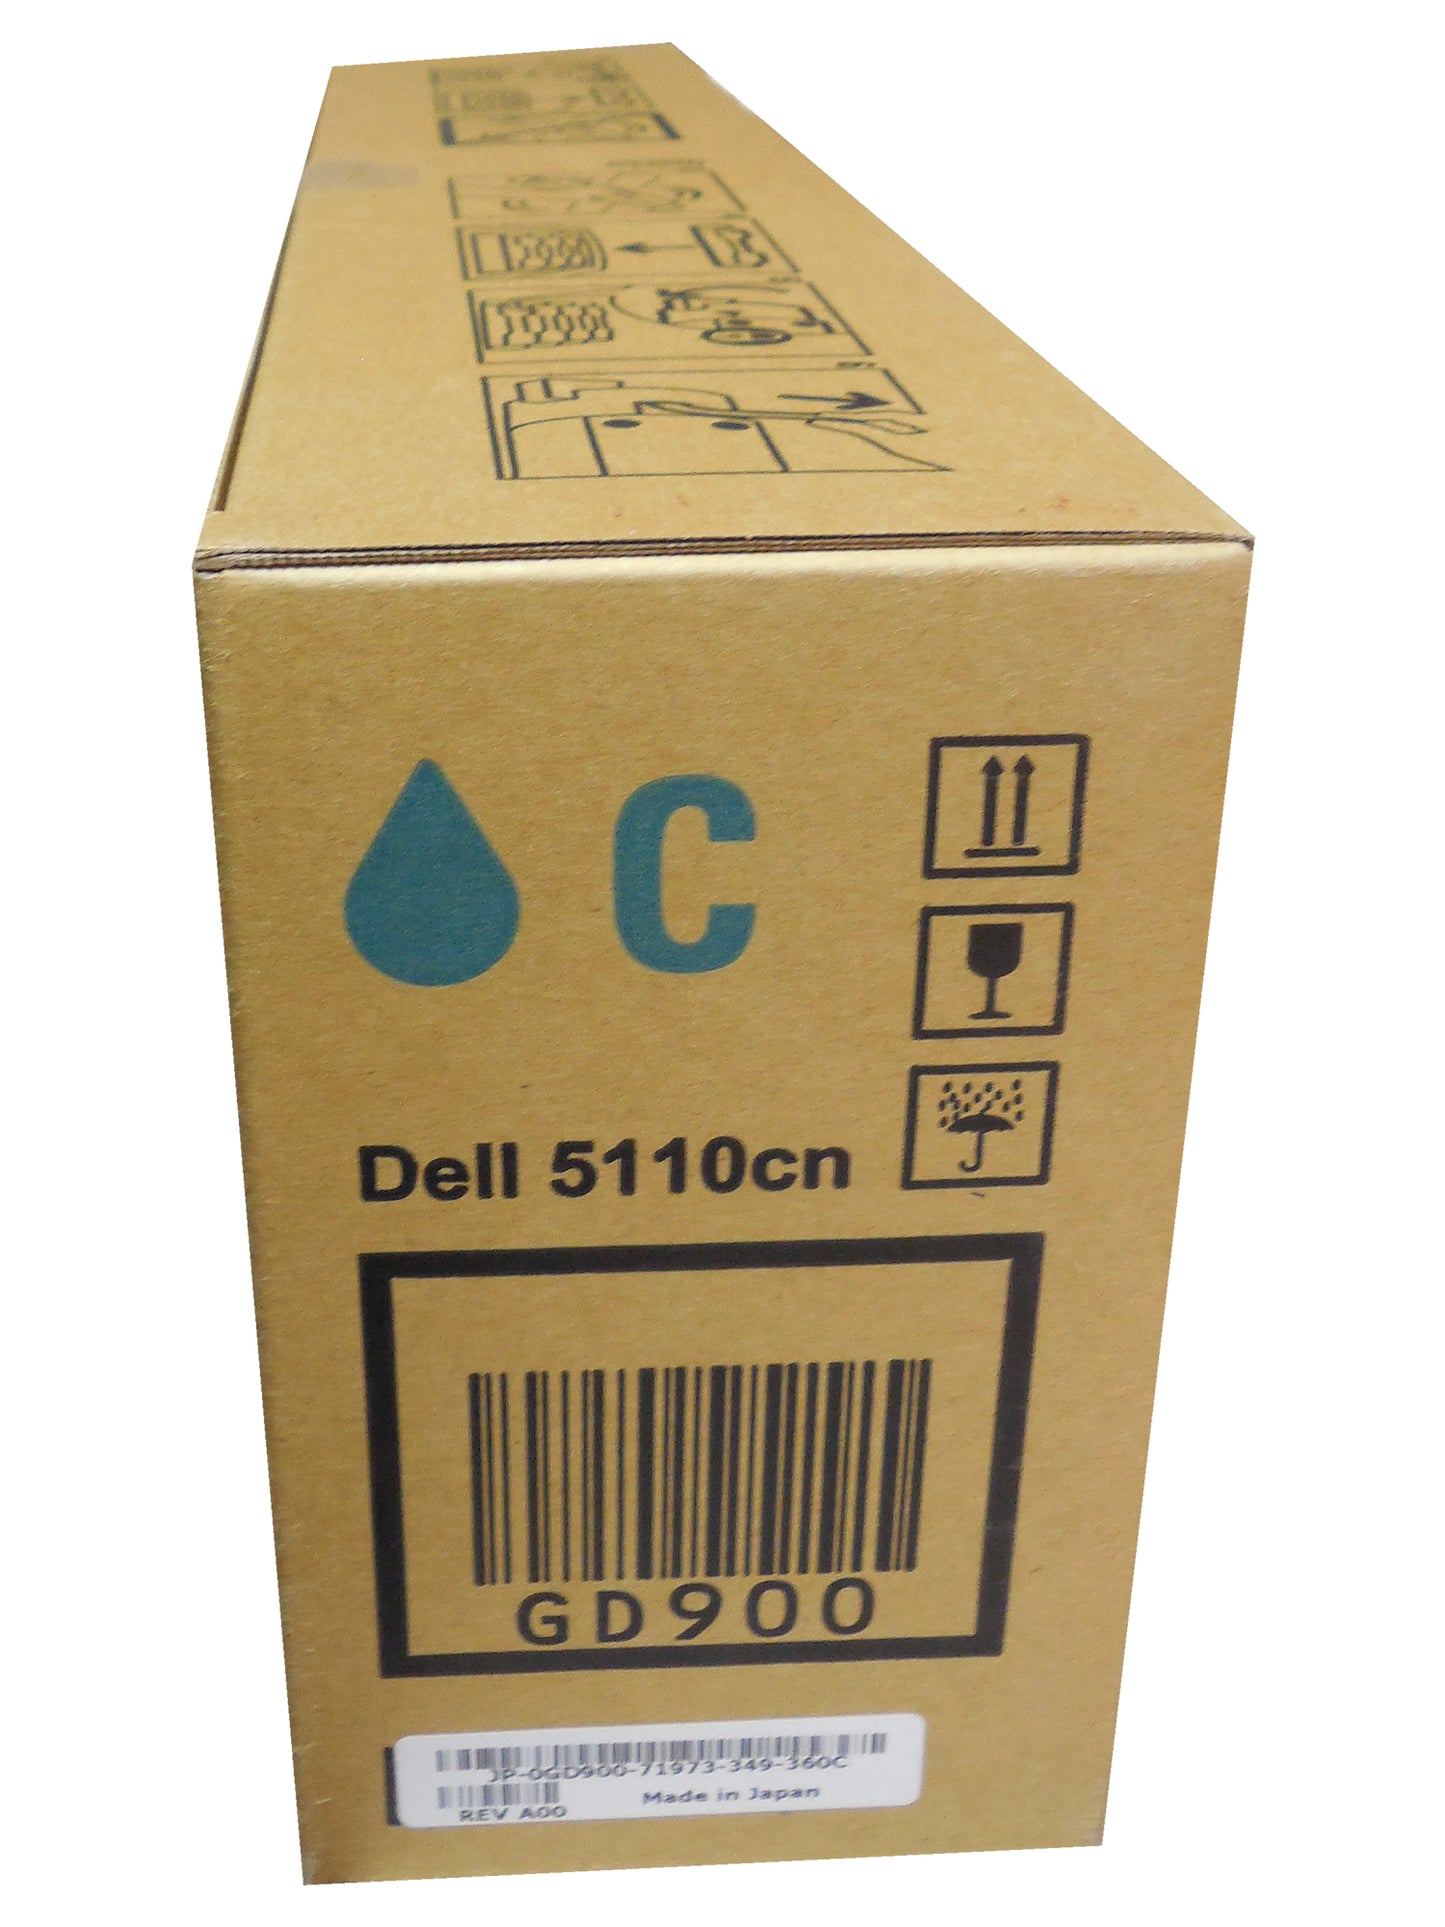 C
Dell 5110cn
GD900
JP-0GD900-71973-349-360C
Made in Japan
REV A00